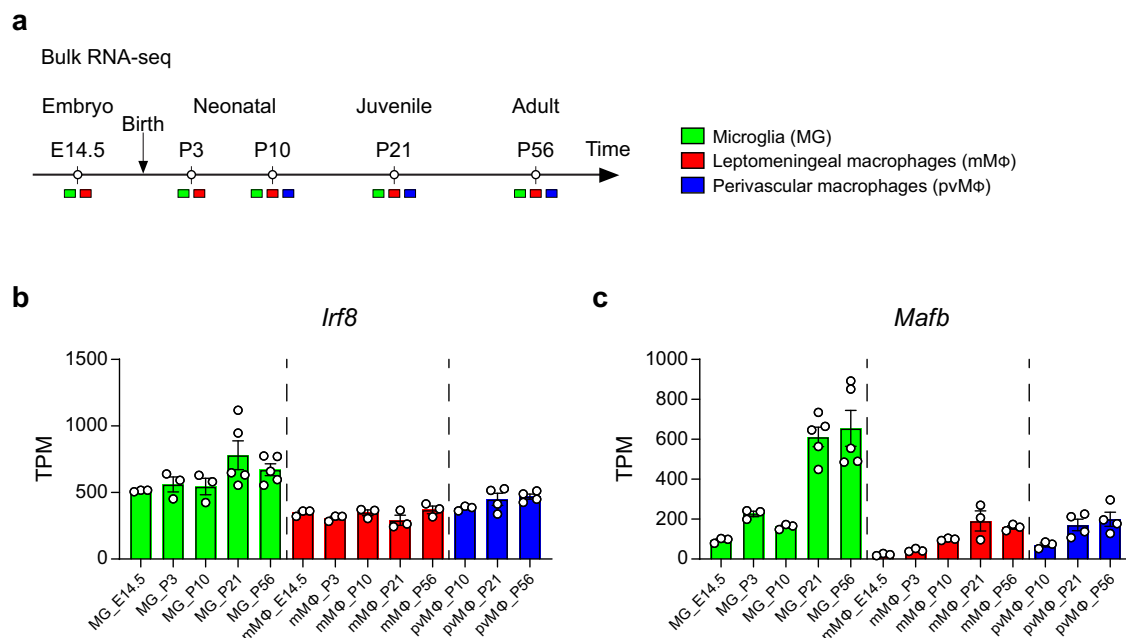 a
Bulk RNA-seq
Embryo Neonatal Juvenile Adult
Birth
E14.5 P3 P10 P21 P56 Time
Microglia (MG)
Leptomeningeal macrophages (mMΦ)
Perivascular macrophages (pvMΦ)
b
Irf8
TPM
1500
1000
500
0
MG_E14.5
MG_P3
MG_P10
MG_P21
MG_P56
mMΦ_E14.5
mMΦ_P3
mMΦ_P10
mMΦ_P21
mMΦ_P56
pvMΦ_P10
pvMΦ_P21
pvMΦ_P56
c
Mafb
TPM
1000
800
600
400
200
0
MG_E14.5
MG_P3
MG_P10
MG_P21
MG_P56
mMΦ_E14.5
mMΦ_P3
mMΦ_P10
mMΦ_P21
mMΦ_P56
pvMΦ_P10
pvMΦ_P21
pvMΦ_P56